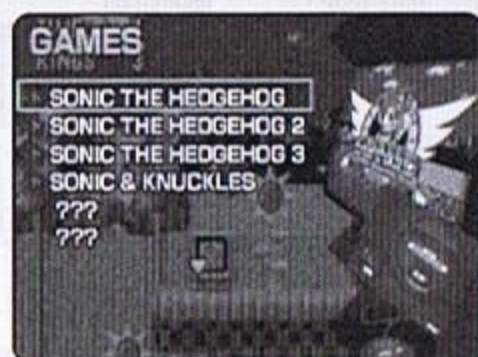 GAMES
SONIC THE HEDGEHOG
SONIC THE HEDGEHOG 2
SONIC THE HEDGEHOG 3
SONIC & KNUCKLES
???
???